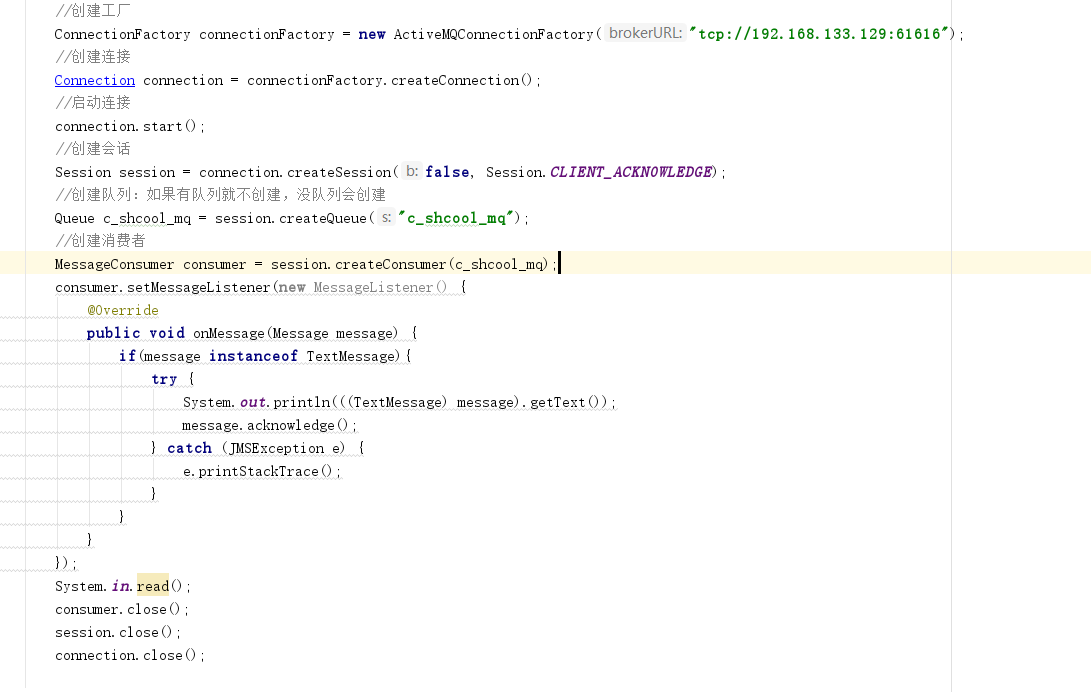 //创建工厂
ConnectionFactory connectionFactory = new ActiveMQConnectionFactory( brokerURL: "tcp://192.168.133.129:61616");
//创建连接
Connection connection = connectionFactory.createConnection();
//启动连接
connection.start();
//创建会话
Session session = connection.createSession( b: false, Session.CLIENT_ACKNOWLEDGE);
//创建队列：如果有队列就不创建，没队列会创建
Queue c_shcool_mq = session.createQueue( s: "c_shcool_mq");
//创建消费者
MessageConsumer consumer = session.createConsumer(c_shcool_mq);
consumer.setMessageListener(new MessageListener() {
@Override
public void onMessage(Message message) {
if(message instanceof TextMessage){
try {
System.out.println(((TextMessage) message).getText());
message.acknowledge();
} catch (JMSException e) {
e.printStackTrace();
}
}
}
});
System.in.read();
consumer.close();
session.close();
connection.close();